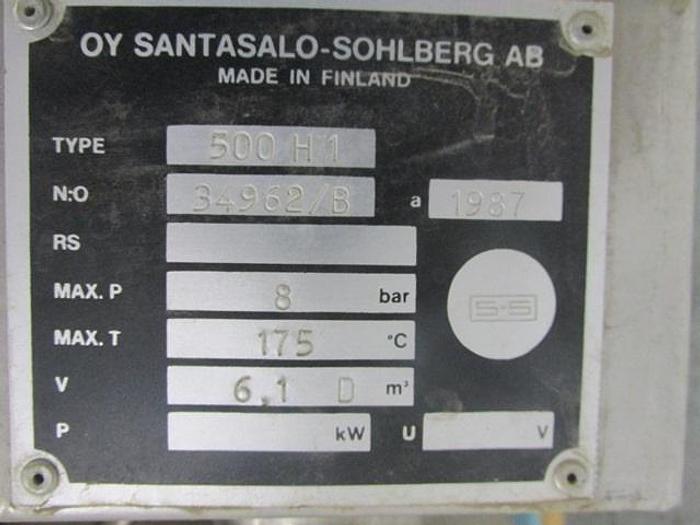 OY SANTASALO-SOHLBERG AB
MADE IN FINLAND
TYPE 500 H 1
N:O 34962/B a 1987
RS
MAX. P 8 bar
S-S
MAX. T 175 °C
V 6,1 D m³
P kW U V